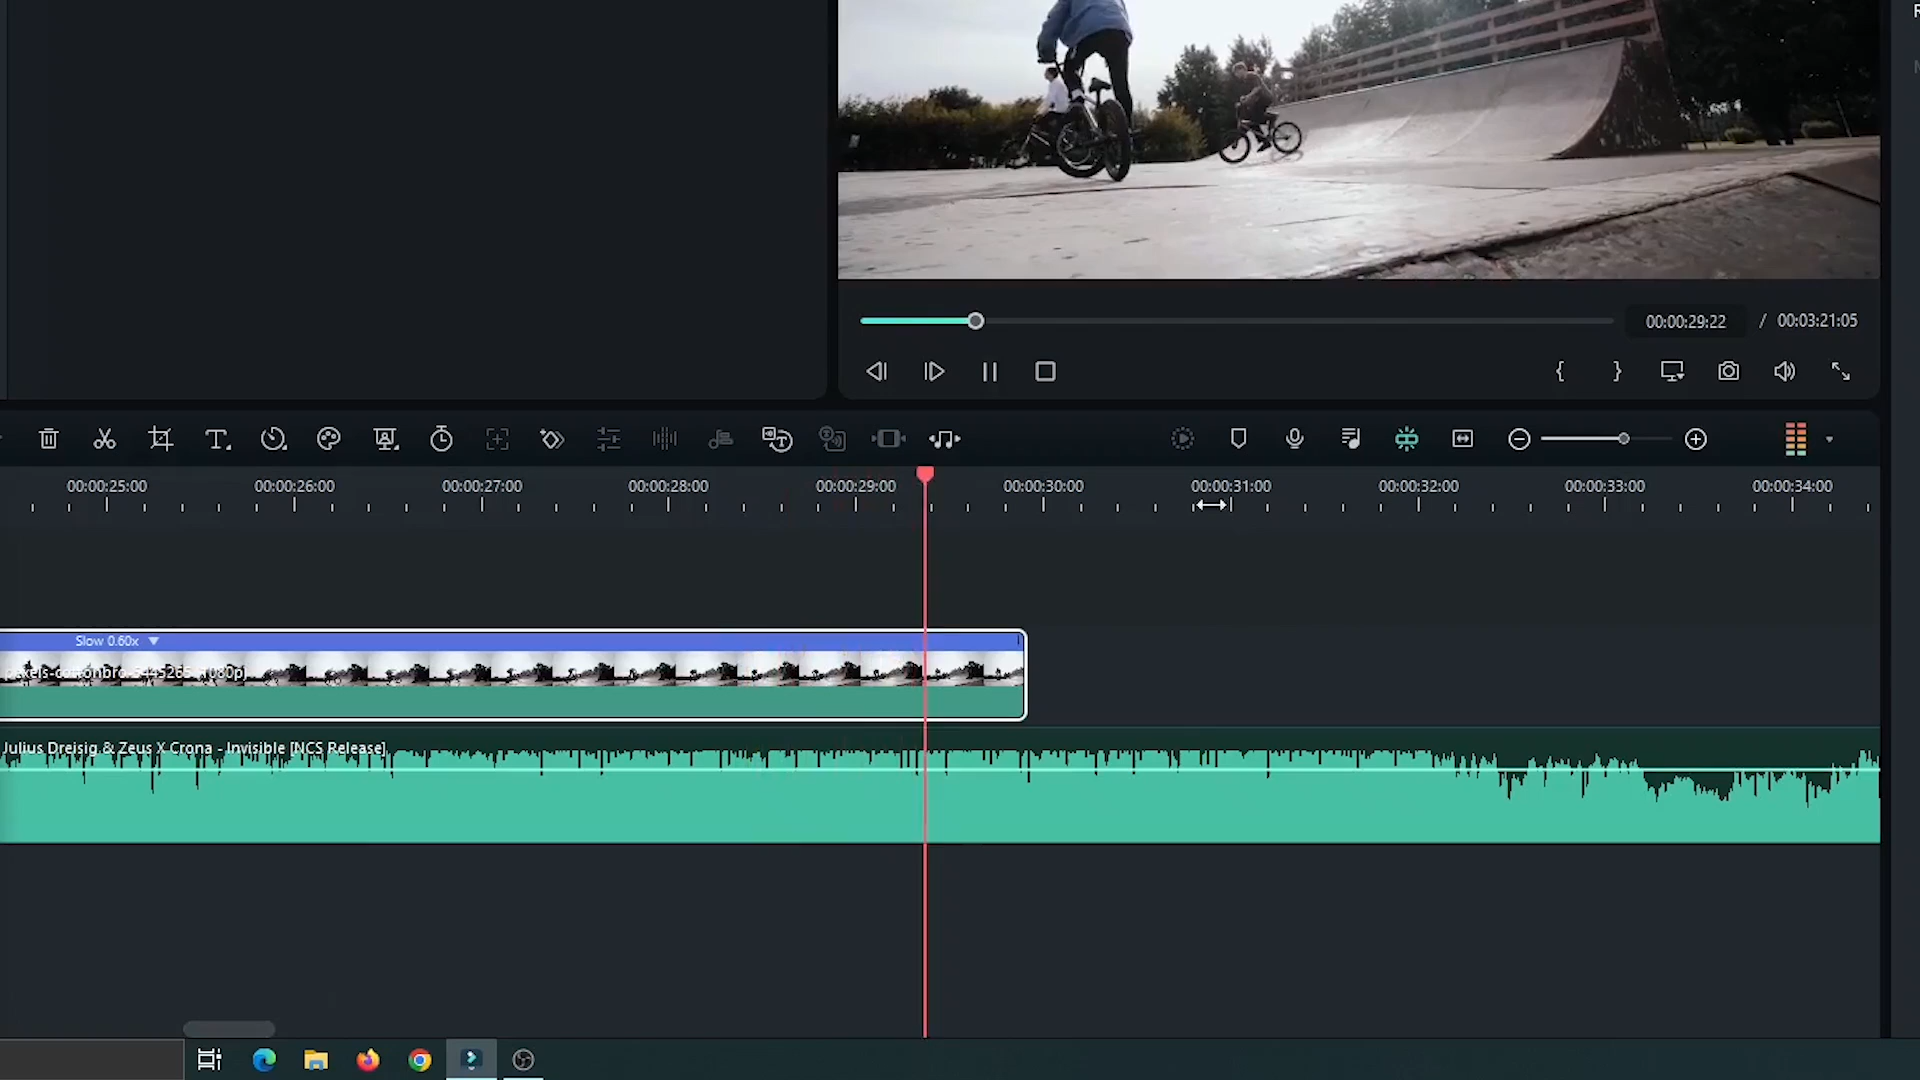 00:00:29:22 / 00:03:21:05
00:00:25:00 00:00:26:00 00:00:27:00 00:00:28:00 00:00:29:00 00:00:30:00 00:00:31:00 00:00:32:00 00:00:33:00 00:00:34:00
Slow 0.60x
Julius Dreisig & Zeus X Crona - Invisible [NCS Release]